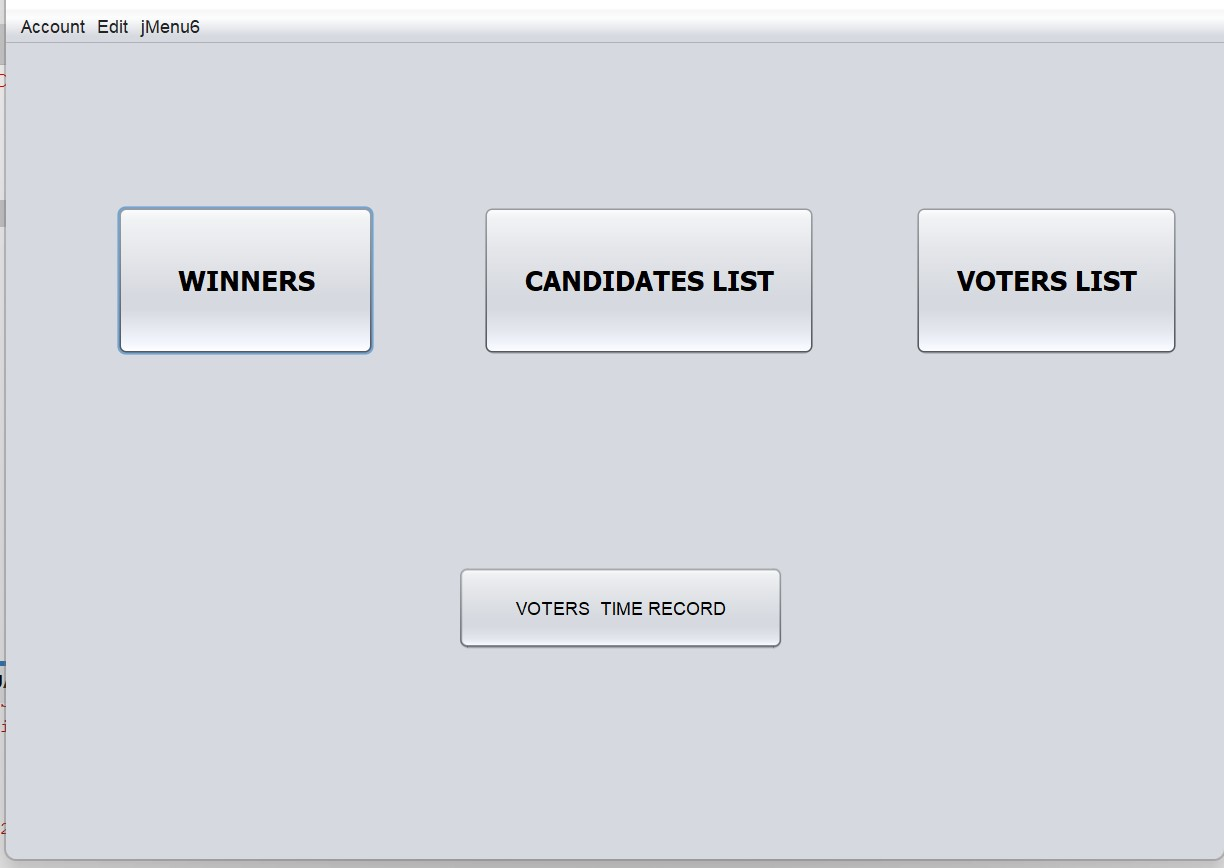 Account Edit jMenu6
WINNERS
CANDIDATES LIST
VOTERS LIST
VOTERS  TIME RECORD